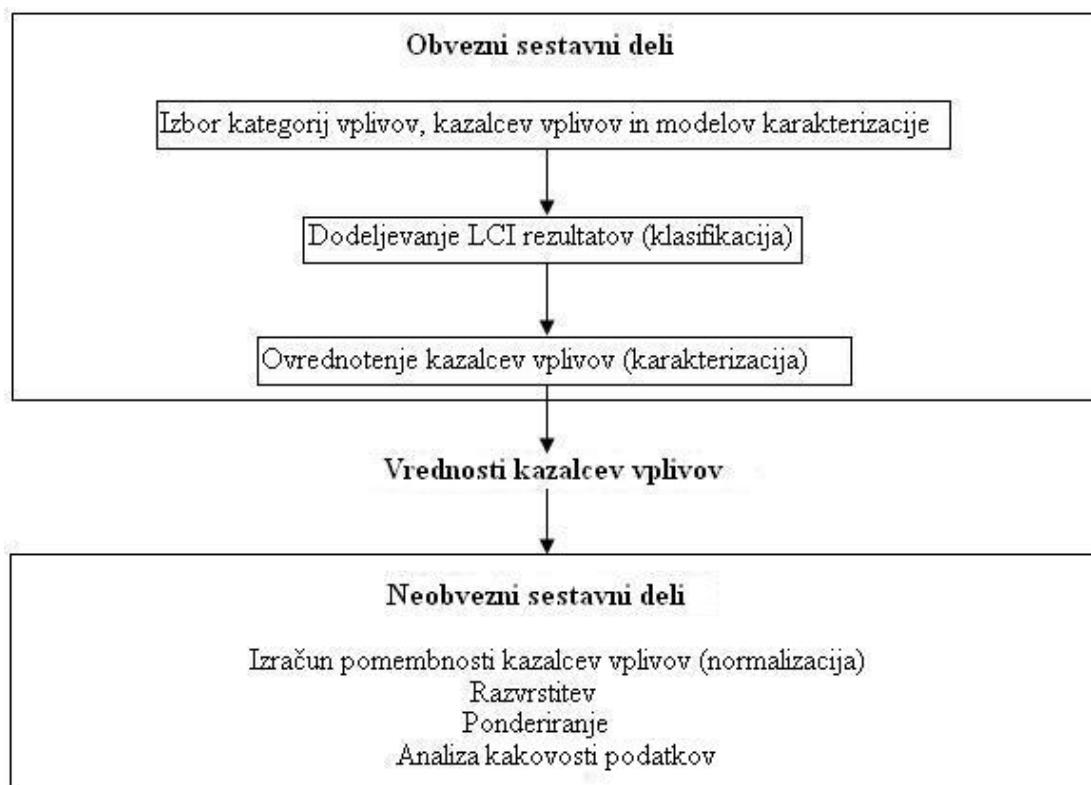 Obvezni sestavni deli
Izbor kategorij vplivov, kazalcev vplivov in modelov karakterizacije
Dodeljevanje LCI rezultatov (klasifikacija)
Ovrednotenje kazalcev vplivov (karakterizacija)
Vrednosti kazalcev vplivov
Neobvezni sestavni deli
Izračun pomembnosti kazalcev vplivov (normalizacija)
Razvrstitev
Ponderiranje
Analiza kakovosti podatkov